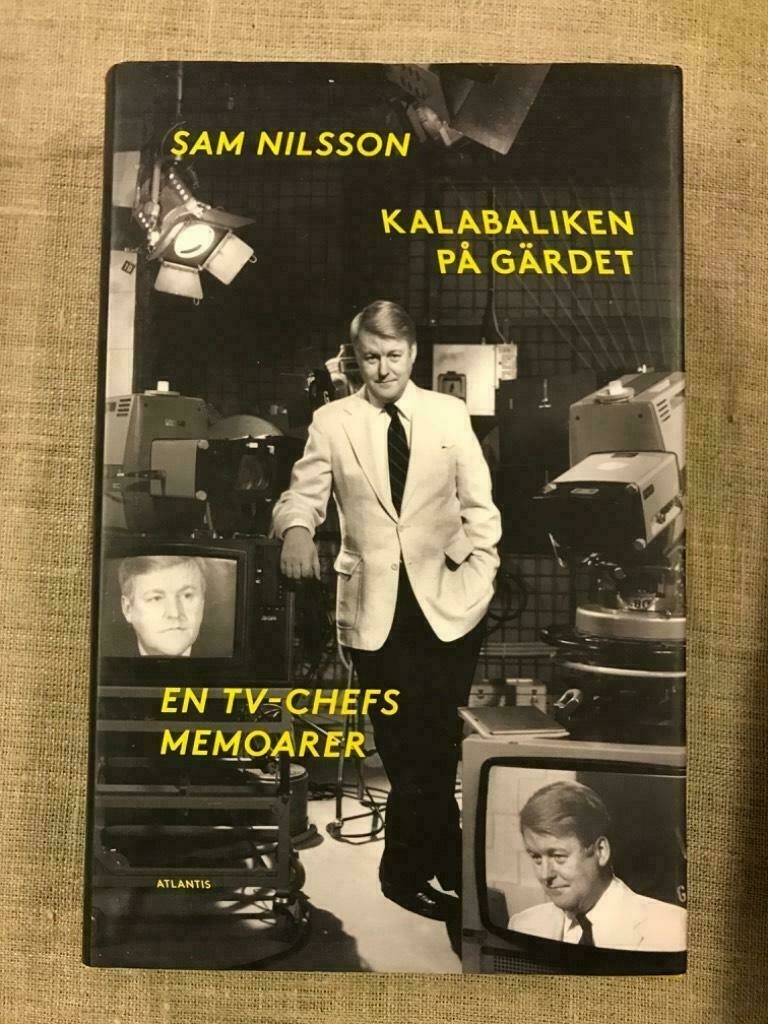 SAM NILSSON
KALABALIKEN
PÅ GÄRDET
EN TV-CHEFS
MEMOARER
ATLANTIS